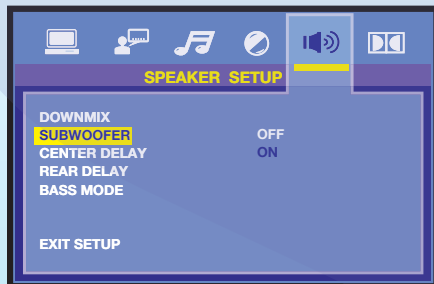 SPEAKER SETUP
DOWNMIX
SUBWOOFER OFF
CENTER DELAY ON
REAR DELAY
BASS MODE
EXIT SETUP